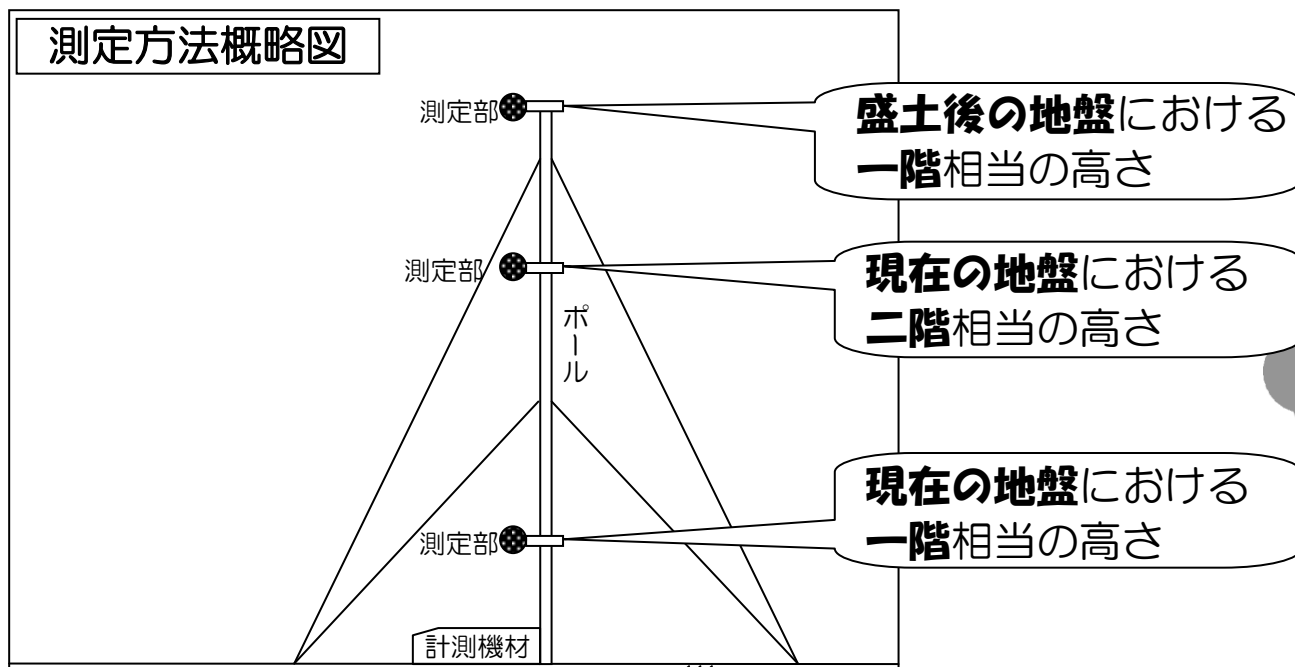 測定方法概略図
測定部
盛土後の地盤における
一階相当の高さ
測定部
現在の地盤における
二階相当の高さ
ポール
測定部
現在の地盤における
一階相当の高さ
計測機材